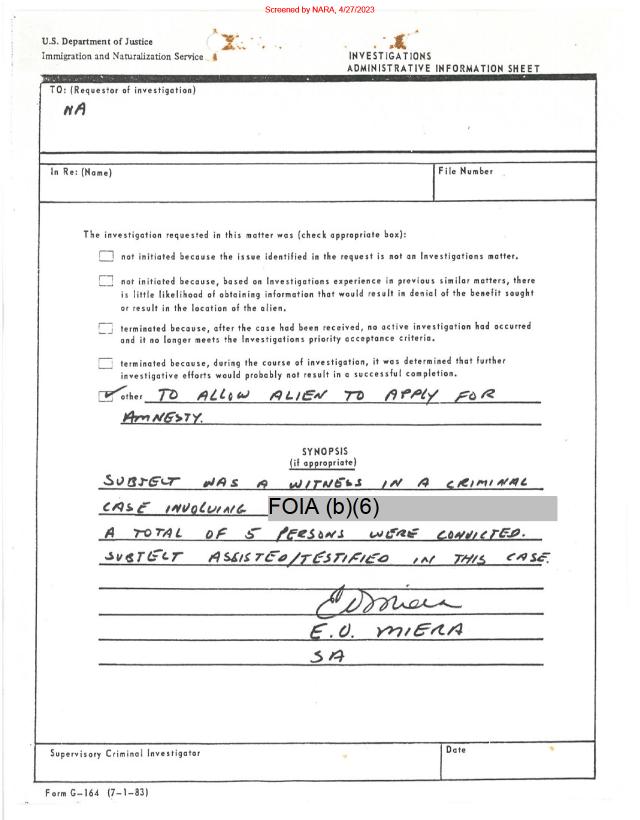 Screened by NARA, 4/27/2023
U.S. Department of Justice
Immigration and Naturalization Service
INVESTIGATIONS
ADMINISTRATIVE INFORMATION SHEET
TO: (Requestor of investigation)
NA
In Re: (Name)
File Number
The investigation requested in this matter was (check appropriate box):
not initiated because the issue identified in the request is not an Investigations matter.
not initiated because, based on Investigations experience in previous similar matters, there
is little likelihood of obtaining information that would result in denial of the benefit sought
or result in the location of the alien.
terminated because, after the case had been received, no active investigation had occurred
and it no longer meets the Investigations priority acceptance criteria.
terminated because, during the course of investigation, it was determined that further
investigative efforts would probably not result in a successful completion.
other TO ALLOW ALIEN TO APPLY FOR
AMNESTY.
SYNOPSIS
(if appropriate)
SUBJECT WAS A WITNESS IN A CRIMINAL
CASE INVOLVING FOIA (b)(6)
A TOTAL OF 5 PERSONS WERE CONVICTED.
SUBJECT ASSISTED/TESTIFIED IN THIS CASE.
E.O. MIERA
SA
Supervisory Criminal Investigator
Date
Form G-164 (7-1-83)